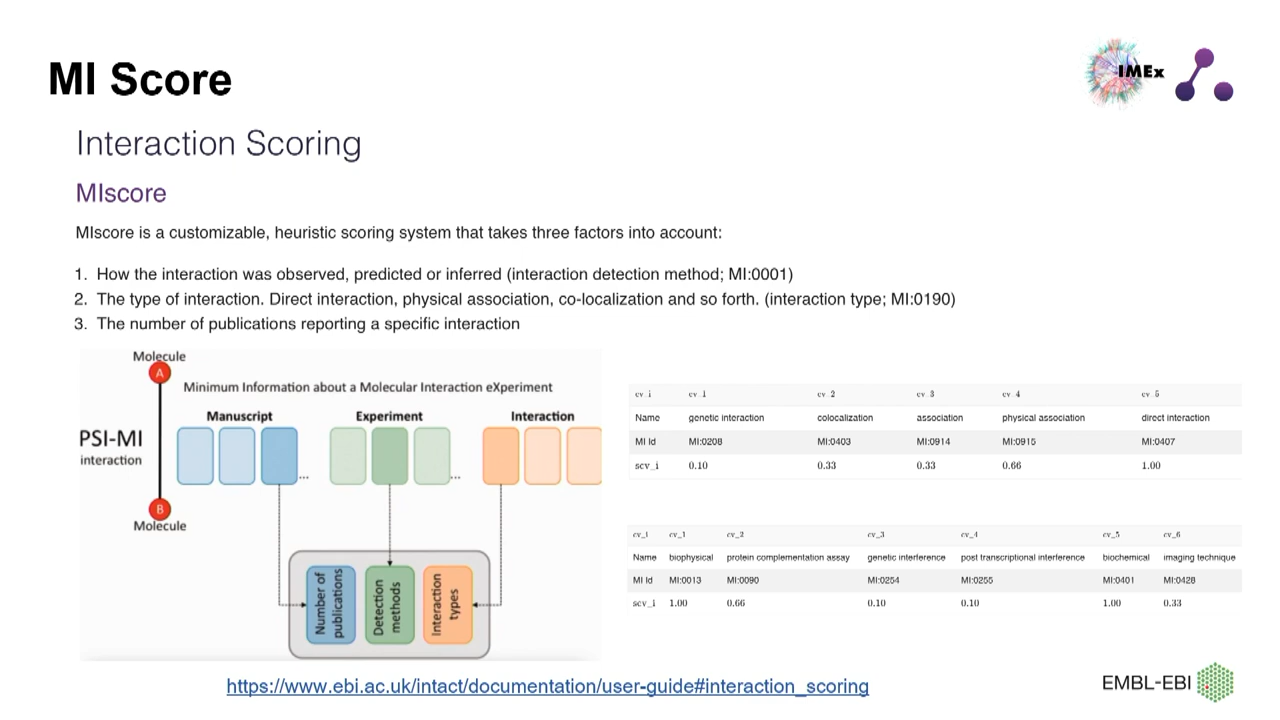 MI Score
IMEx
Interaction Scoring
MIscore
MIscore is a customizable, heuristic scoring system that takes three factors into account:
1. How the interaction was observed, predicted or inferred (interaction detection method; MI:0001)
2. The type of interaction. Direct interaction, physical association, co-localization and so forth. (interaction type; MI:0190)
3. The number of publications reporting a specific interaction
Molecule
A
Minimum Information about a Molecular Interaction eXperiment
Manuscript Experiment Interaction
PSI-MI
interaction
... ...
B
Molecule
Number of publications
Detection methods
Interaction types
cv_i cv_1 cv_2 cv_3 cv_4 cv_5
Name genetic interaction colocalization association physical association direct interaction
MI Id MI:0208 MI:0403 MI:0914 MI:0915 MI:0407
scv_i 0.10 0.33 0.33 0.66 1.00
cv_i cv_1 cv_2 cv_3 cv_4 cv_5 cv_6
Name biophysical protein complementation assay genetic interference post transcriptional interference biochemical imaging technique
MI Id MI:0013 MI:0090 MI:0254 MI:0255 MI:0401 MI:0428
scv_i 1.00 0.66 0.10 0.10 1.00 0.33
https://www.ebi.ac.uk/intact/documentation/user-guide#interaction_scoring
EMBL-EBI